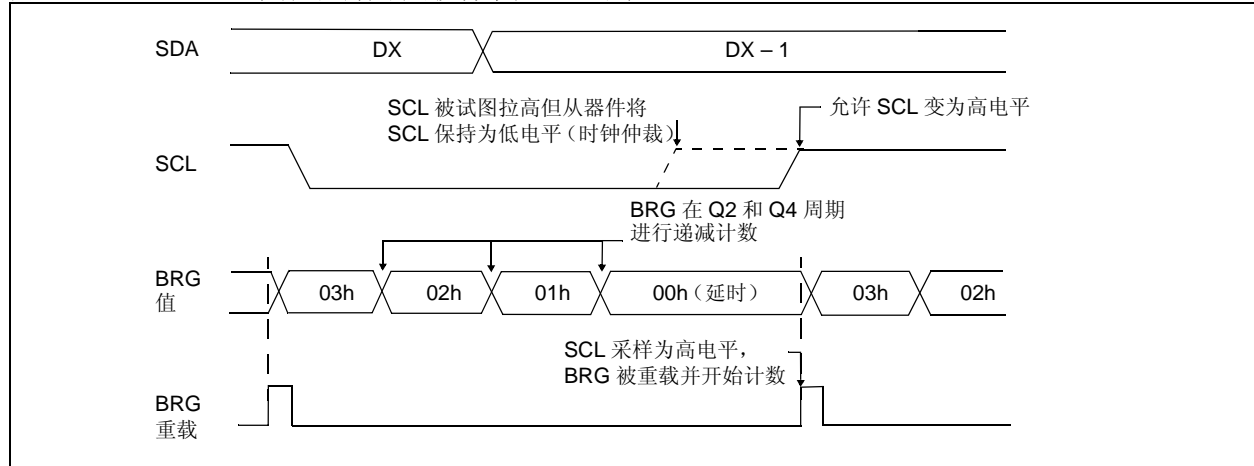 SDA
DX
DX – 1
SCL 被试图拉高但从器件将
SCL 保持为低电平（时钟仲裁）
允许 SCL 变为高电平
SCL
BRG 在 Q2 和 Q4 周期
进行递减计数
BRG
值
03h
02h
01h
00h（延时）
03h
02h
SCL 采样为高电平，
BRG 被重载并开始计数
BRG
重载